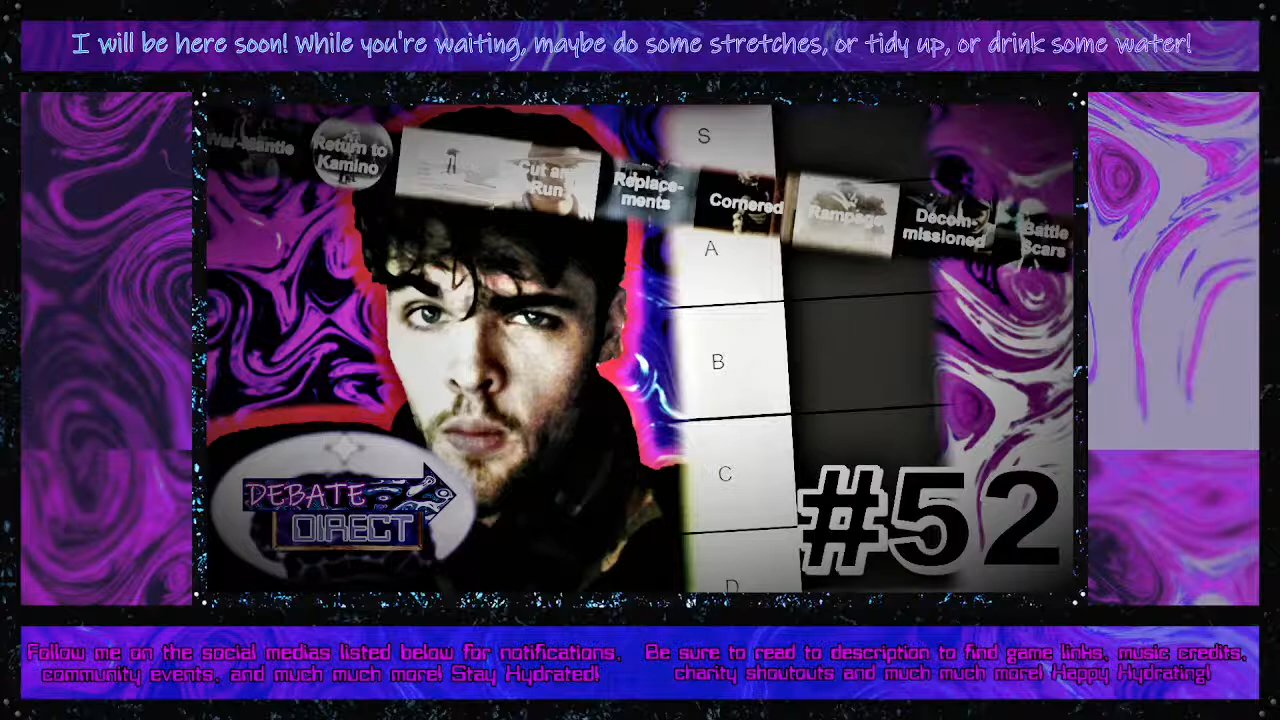 I will be here soon! While you're waiting, maybe do some stretches, or tidy up, or drink some water!
War-Mantle
Return to
Kamino
Cut and
Run
Replace-
ments
Cornered
Rampage
Decom-
missioned
Battle
Scars
S
A
B
C
D
DEBATE
DIRECT
#52
Follow me on the social medias listed below for notifications,
community events, and much much more! Stay Hydrated!
Be sure to read to description to find game links, music credits,
charity shoutouts and much much more! Happy Hydrating!